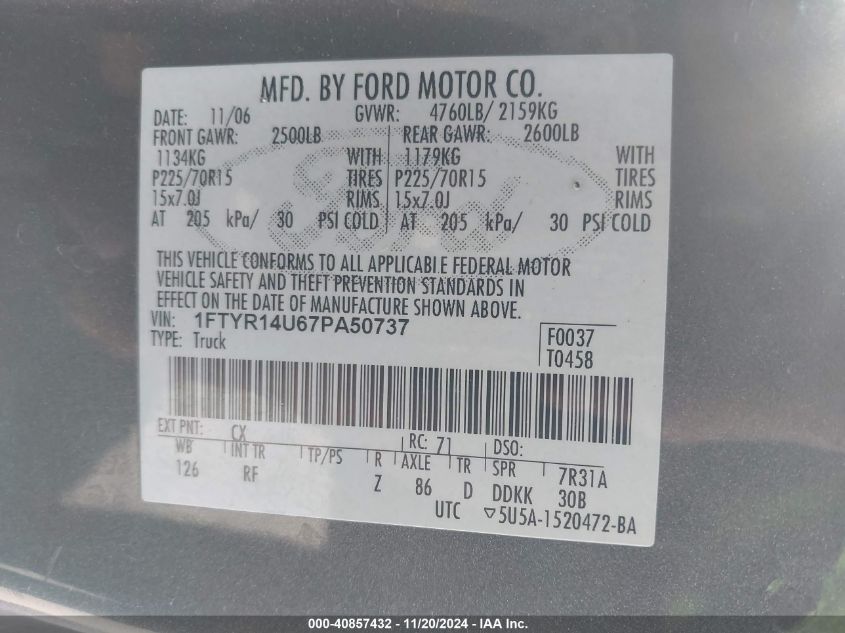 MFD. BY FORD MOTOR CO.
DATE: 11/06 GVWR: 4760LB/ 2159KG
FRONT GAWR: 2500LB REAR GAWR: 2600LB
1134KG WITH 1179KG WITH
P225/70R15 TIRES P225/70R15 TIRES
15x7.0J RIMS 15x7.0J RIMS
AT 205 kPa/ 30 PSI COLD AT 205 kPa/ 30 PSI COLD
THIS VEHICLE CONFORMS TO ALL APPLICABLE FEDERAL MOTOR
VEHICLE SAFETY AND THEFT PREVENTION STANDARDS IN
EFFECT ON THE DATE OF MANUFACTURE SHOWN ABOVE.
VIN: 1FTYR14U67PA50737
TYPE: Truck F0037
T0458
EXT PNT: CX RC: 71 DSO:
WB INT TR TP/PS R AXLE TR SPR 7R31A
126 RF Z 86 D DDKK 30B
UTC ▽5U5A-1520472-BA
000-40857432 - 11/20/2024 - IAA Inc.